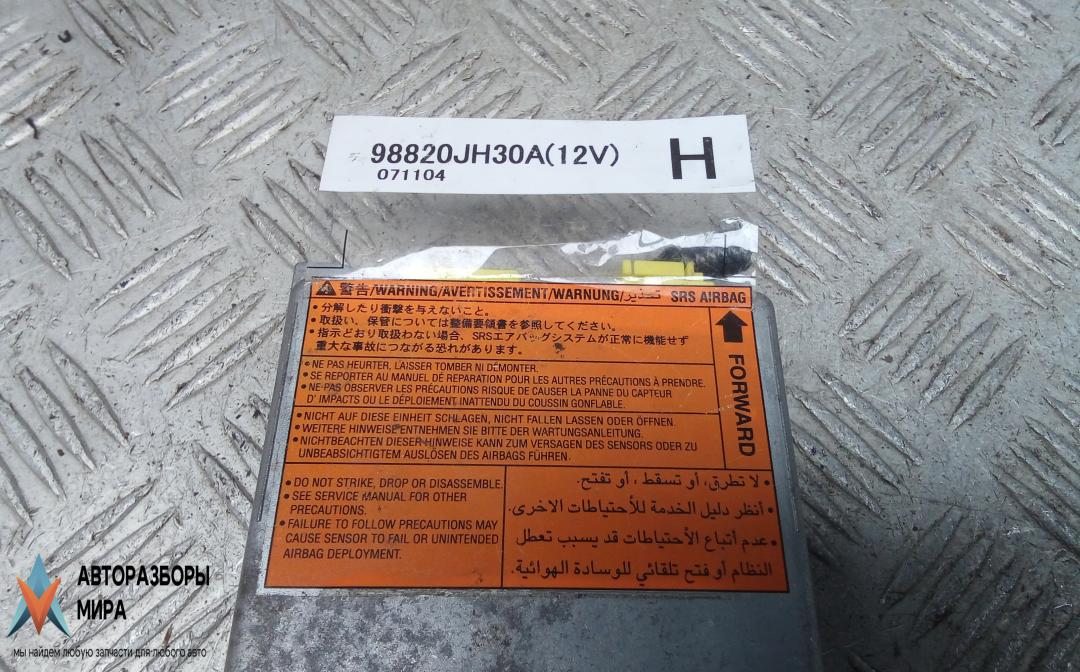 98820JH30A(12V) H
071104
警告/WARNING/AVERTISSEMENT/WARNUNG/تحذير SRS AIRBAG
• 分解したり衝撃を与えないこと。
• 取扱い、保管については整備要領書を参照してください。
• 指示どおり取扱わない場合、SRSエアバッグシステムが正常に機能せず
重大な事故につながる恐れがあります。
• NE PAS HEURTER, LAISSER TOMBER NI DÉMONTER.
• SE REPORTER AU MANUEL DE RÉPARATION POUR LES AUTRES PRÉCAUTIONS À PRENDRE.
• NE PAS OBSERVER LES PRÉCAUTIONS RISQUE DE CAUSER LA PANNE DU CAPTEUR
D' IMPACTS OU LE DÉPLOIEMENT INATTENDU DU COUSSIN GONFLABLE.
• NICHT AUF DIESE EINHEIT SCHLAGEN, NICHT FALLEN LASSEN ODER ÖFFNEN.
• WEITERE HINWEISE ENTNEHMEN SIE BITTE DER WARTUNGSANLEITUNG.
• NICHTBEACHTEN DIESER HINWEISE KANN ZUM VERSAGEN DES SENSORS ODER ZU
UNBEABSICHTIGTEM AUSLÖSEN DES AIRBAGS FÜHREN.
FORWARD
• DO NOT STRIKE, DROP OR DISASSEMBLE.
• SEE SERVICE MANUAL FOR OTHER
PRECAUTIONS.
• FAILURE TO FOLLOW PRECAUTIONS MAY
CAUSE SENSOR TO FAIL OR UNINTENDED
AIRBAG DEPLOYMENT.
• لا تطرق، أو تسقط، أو تفتح.
• أنظر دليل الخدمة للأحتياطات الاخرى.
• عدم أتباع الأحتياطات قد يسبب تعطل
النظام أو فتح تلقائي للوسادة الهوائية.
АВТОРАЗБОРЫ
МИРА
мы найдем любую запчасти для любого авто